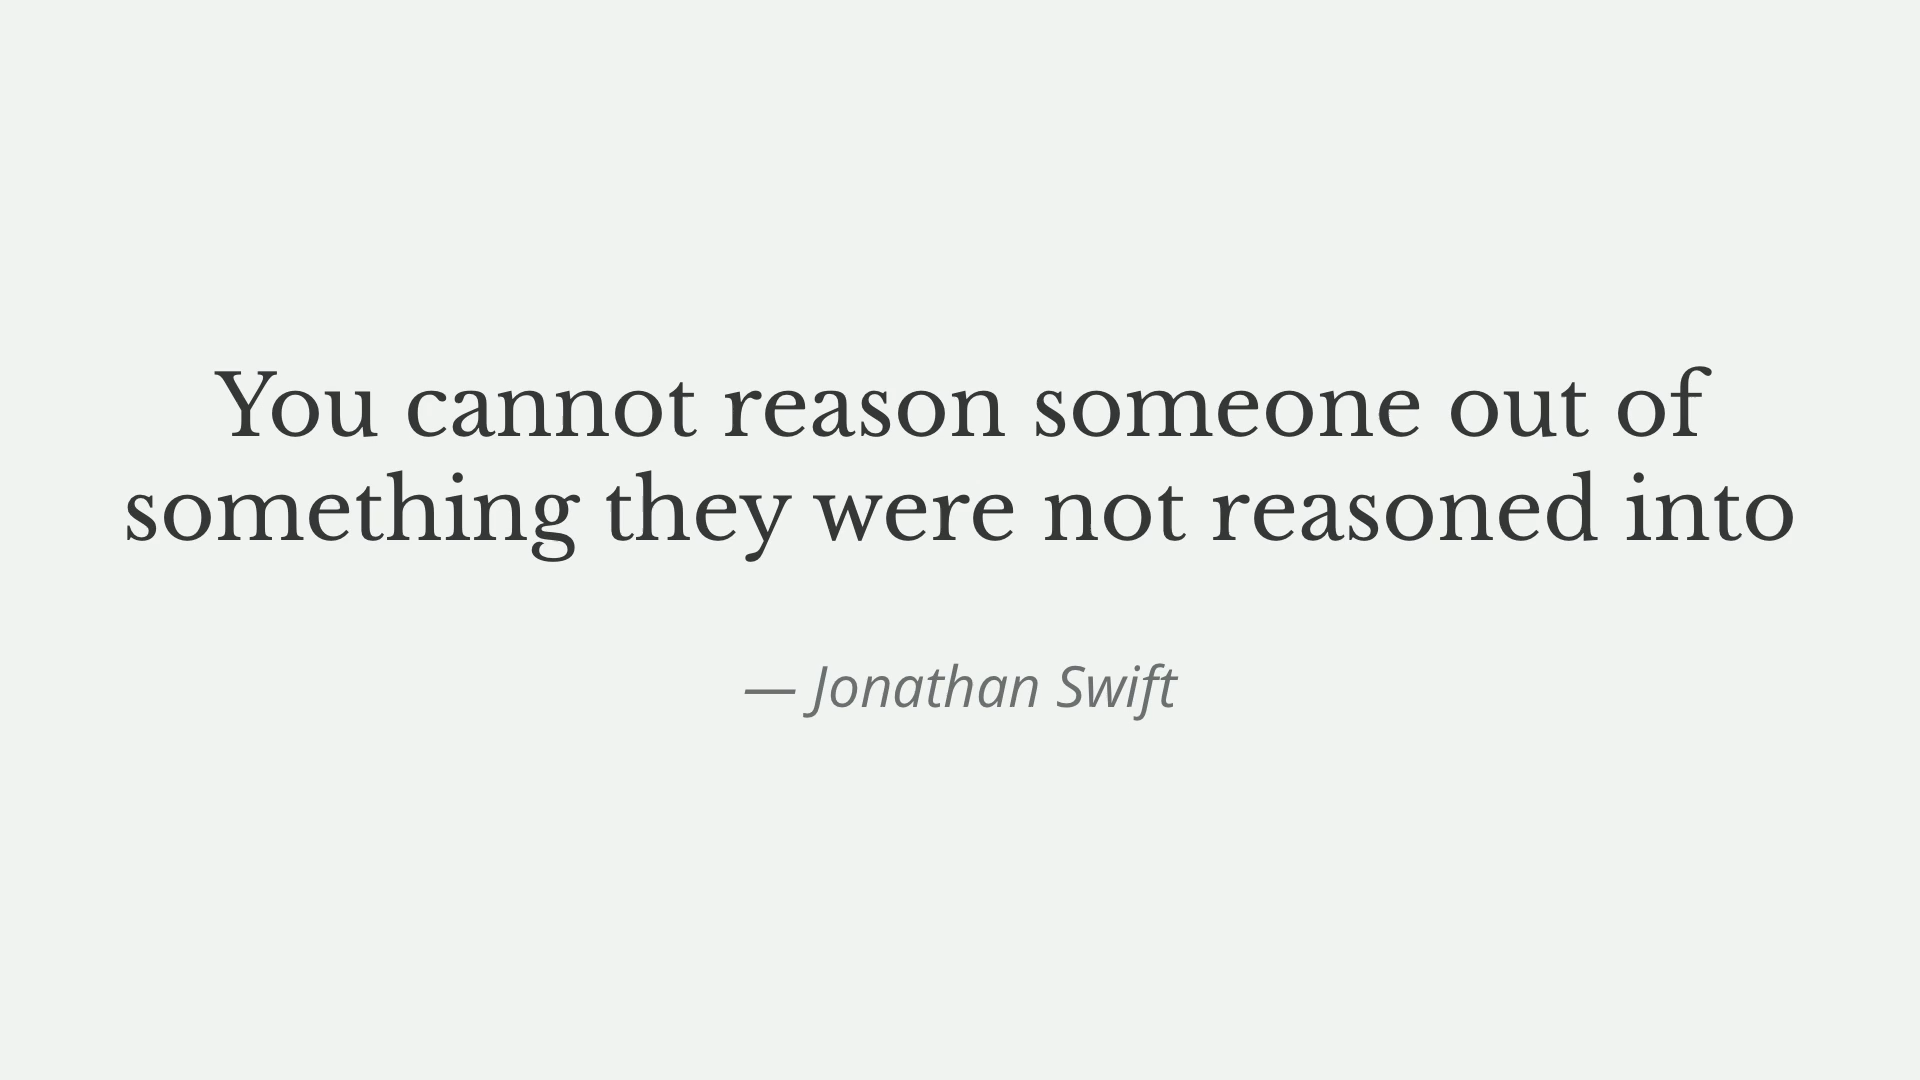 You cannot reason someone out of
something they were not reasoned into
— Jonathan Swift